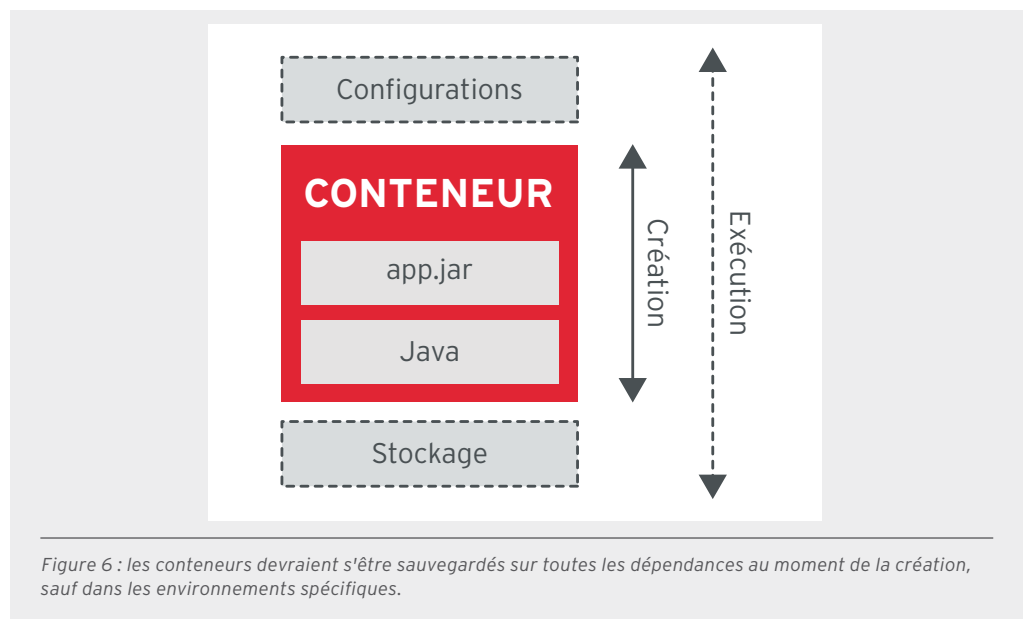 Configurations
CONTENEUR
app.jar
Java
Stockage
Création
Exécution
Figure 6 : les conteneurs devraient s'être sauvegardés sur toutes les dépendances au moment de la création,
sauf dans les environnements spécifiques.